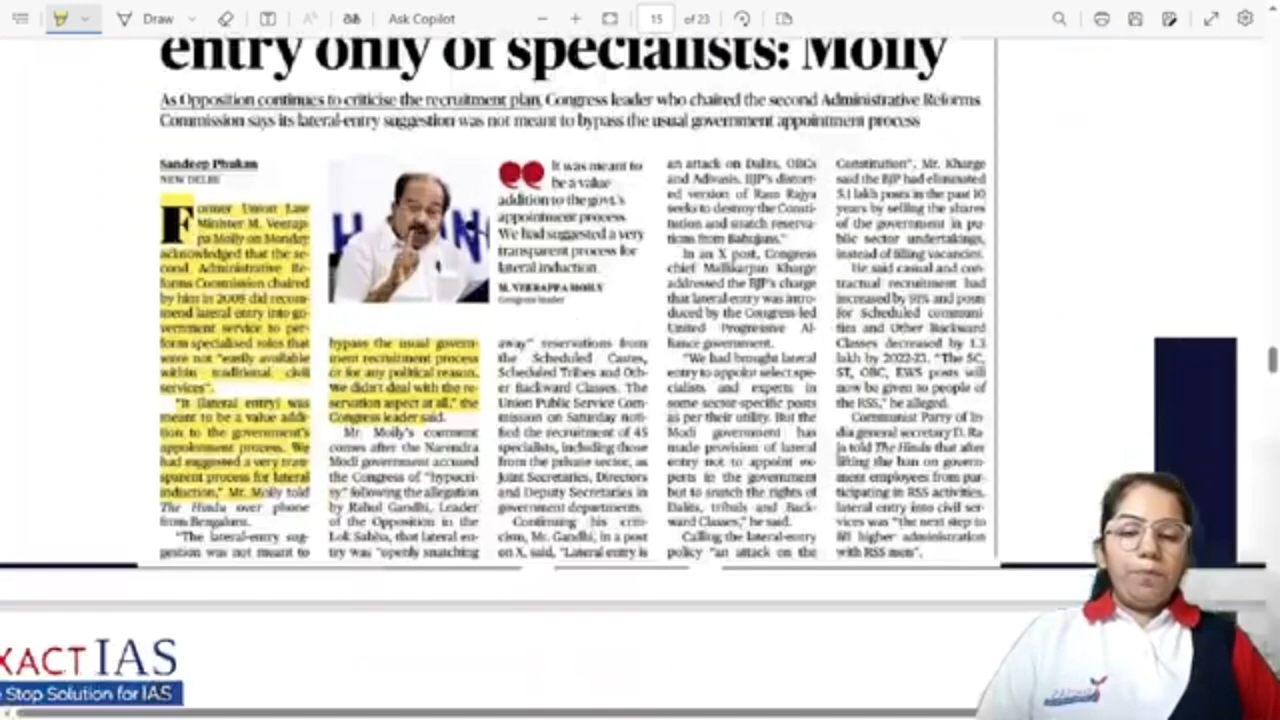 Draw
Ask Copilot
15
of 23
entry only of specialists: Moily
As Opposition continues to criticise the recruitment plan, Congress leader who chaired the second Administrative Reforms
Commission says its lateral-entry suggestion was not meant to bypass the usual government appointment process
Sandeep Phukan
NEW DELHI
Former Union Law
Minister M. Veerap-
pa Moily on Monday
acknowledged that the se-
cond Administrative Re-
forms Commission chaired
by him in 2005 did recom-
mend lateral entry into go-
vernment service to per-
form specialised roles that
were not "easily available
within traditional civil
services".
"It (lateral entry) was
meant to be a value addi-
tion to the government's
appointment process. We
had suggested a very tran-
sparent process for lateral
induction," Mr. Moily told
The Hindu over phone
from Bengaluru.
"The lateral-entry sug-
gestion was not meant to
bypass the usual govern-
ment recruitment process
or for any political reason.
We didn't deal with the re-
servation aspect at all," the
Congress leader said.
Mr. Moily's comment
comes after the Narendra
Modi government accused
the Congress of "hypocri-
sy" following the allegation
by Rahul Gandhi, Leader
of the Opposition in the
Lok Sabha, that lateral en-
try was "openly snatching
It was meant to
be a value
addition to the govt.'s
appointment process
We had suggested a very
transparent process for
lateral induction
M. VEERAPPA MOILY
Congress leader
away" reservations from
the Scheduled Castes,
Scheduled Tribes and Oth-
er Backward Classes. The
Union Public Service Com-
mission on Saturday noti-
fied the recruitment of 45
specialists, including those
from the private sector, as
Joint Secretaries, Directors
and Deputy Secretaries in
government departments.
Continuing his criti-
cism, Mr. Gandhi, in a post
on X, said, "Lateral entry is
an attack on Dalits, OBCs
and Adivasis. BJP's distort-
ed version of Ram Rajya
seeks to destroy the Consti-
tution and snatch reserva-
tions from Bahujans."
In an X post, Congress
chief Mallikarjun Kharge
addressed the BJP's charge
that lateral entry was intro-
duced by the Congress-led
United Progressive Al-
liance government.
"We had brought lateral
entry to appoint select spe-
cialists and experts in
some sector-specific posts
as per their utility. But the
Modi government has
made provision of lateral
entry not to appoint ex-
perts in the government
but to snatch the rights of
Dalits, tribals and Back-
ward Classes," he said.
Calling the lateral-entry
policy "an attack on the
Constitution", Mr. Kharge
said the BJP had eliminated
5.1 lakh posts in the past 10
years by selling the shares
of the government in pu-
blic sector undertakings,
instead of filling vacancies.
He said casual and con-
tractual recruitment had
increased by 91% and posts
for Scheduled communi-
ties and Other Backward
Classes decreased by 1.3
lakh by 2022-23. "The SC,
ST, OBC, EWS posts will
now be given to people of
the RSS," he alleged.
Communist Party of In-
dia general secretary D. Ra-
ja told The Hindu that after
lifting the ban on govern-
ment employees from par-
ticipating in RSS activities,
lateral entry into civil ser-
vices was "the next step to
fill higher administration
with RSS men".
XACT IAS
Stop Solution for IAS